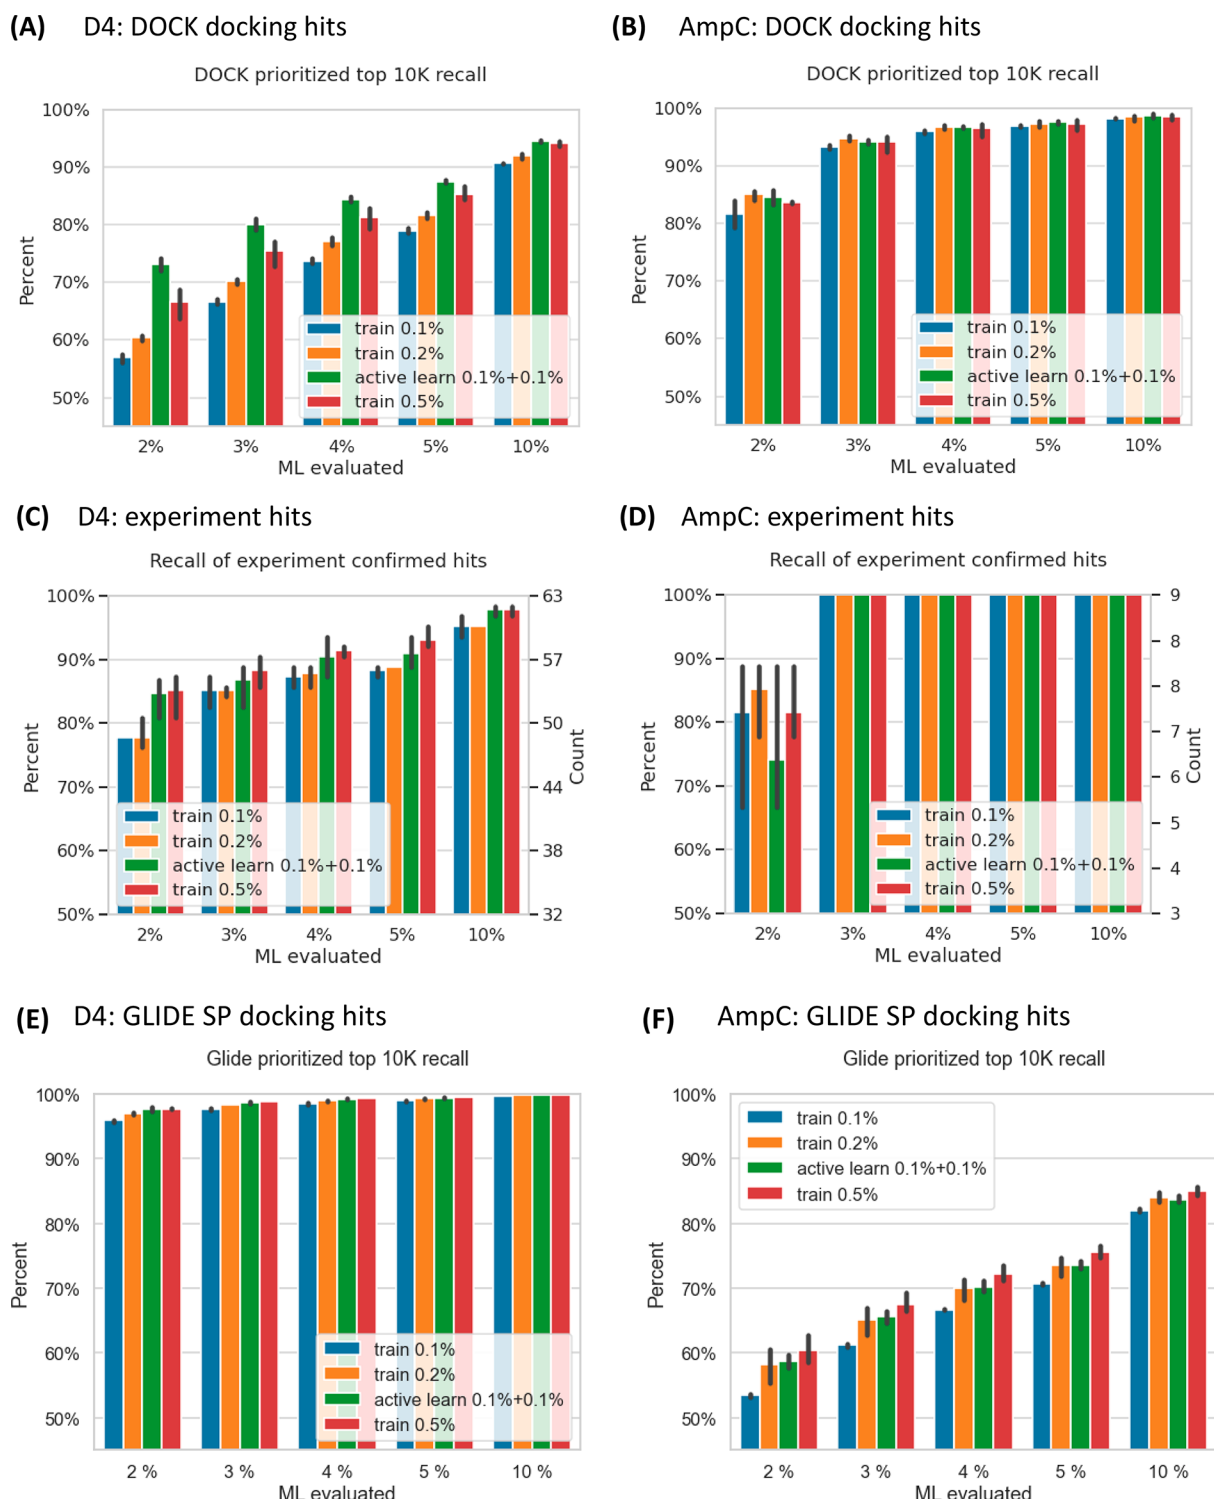 (A) D4: DOCK docking hits
DOCK prioritized top 10K recall
100%
90%
80%
70%
60%
50%
Percent
train 0.1%
train 0.2%
active learn 0.1%+0.1%
train 0.5%
2% 3% 4% 5% 10%
ML evaluated
(B) AmpC: DOCK docking hits
DOCK prioritized top 10K recall
100%
90%
80%
70%
60%
50%
Percent
train 0.1%
train 0.2%
active learn 0.1%+0.1%
train 0.5%
2% 3% 4% 5% 10%
ML evaluated
(C) D4: experiment hits
Recall of experiment confirmed hits
100%
90%
80%
70%
60%
50%
Percent
63
57
50
44
38
32
Count
train 0.1%
train 0.2%
active learn 0.1%+0.1%
train 0.5%
2% 3% 4% 5% 10%
ML evaluated
(D) AmpC: experiment hits
Recall of experiment confirmed hits
100%
90%
80%
70%
60%
50%
Percent
9
8
8
7
6
5
4
3
Count
train 0.1%
train 0.2%
active learn 0.1%+0.1%
train 0.5%
2% 3% 4% 5% 10%
ML evaluated
(E) D4: GLIDE SP docking hits
Glide prioritized top 10K recall
100%
90%
80%
70%
60%
50%
Percent
train 0.1%
train 0.2%
active learn 0.1%+0.1%
train 0.5%
2 % 3 % 4 % 5 % 10 %
ML evaluated
(F) AmpC: GLIDE SP docking hits
Glide prioritized top 10K recall
100%
90%
80%
70%
60%
50%
Percent
train 0.1%
train 0.2%
active learn 0.1%+0.1%
train 0.5%
2 % 3 % 4 % 5 % 10 %
ML evaluated